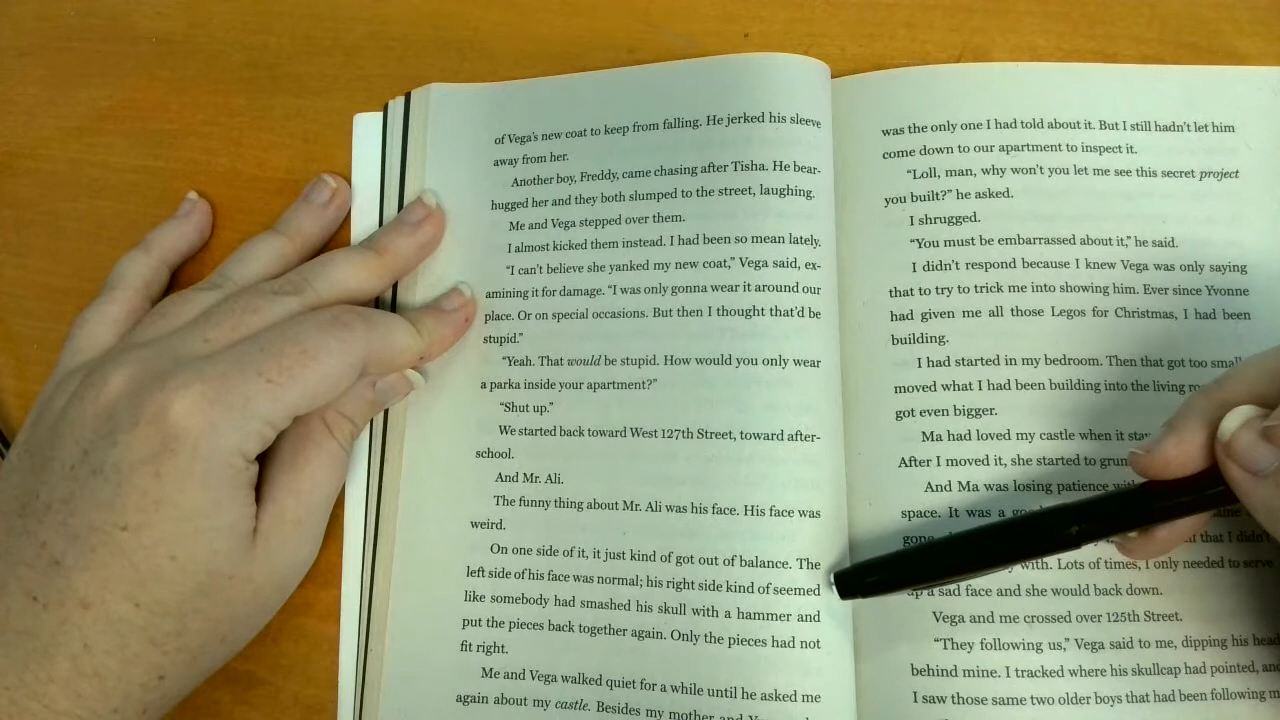 of Vega's new coat to keep from falling. He jerked his sleeve
away from her.
Another boy, Freddy, came chasing after Tisha. He bear-
hugged her and they both slumped to the street, laughing.
Me and Vega stepped over them.
I almost kicked them instead. I had been so mean lately.
"I can't believe she yanked my new coat," Vega said, ex-
amining it for damage. "I was only gonna wear it around our
place. Or on special occasions. But then I thought that'd be
stupid."
"Yeah. That would be stupid. How would you only wear
a parka inside your apartment?"
"Shut up."
We started back toward West 127th Street, toward after-
school.
And Mr. Ali.
The funny thing about Mr. Ali was his face. His face was
weird.
On one side of it, it just kind of got out of balance. The
left side of his face was normal; his right side kind of seemed
like somebody had smashed his skull with a hammer and
put the pieces back together again. Only the pieces had not
fit right.
Me and Vega walked quiet for a while until he asked me
again about my castle. Besides my mother and
was the only one I had told about it. But I still hadn't let him
come down to our apartment to inspect it.
"Loll, man, why won't you let me see this secret project
you built?" he asked.
I shrugged.
"You must be embarrassed about it," he said.
I didn't respond because I knew Vega was only saying
that to try to trick me into showing him. Ever since Yvonne
had given me all those Legos for Christmas, I had been
building.
I had started in my bedroom. Then that got too
moved what I had been building into the living
got even bigger.
Ma had loved my castle when it
After I moved it, she started to
And Ma was losing patience
space. It was a
that I didn't
with. Lots of times, I only needed to serve
up a sad face and she would back down.
Vega and me crossed over 125th Street.
"They following us," Vega said to me, dipping his head
behind mine. I tracked where his skullcap had pointed, and
I saw those same two older boys that had been following